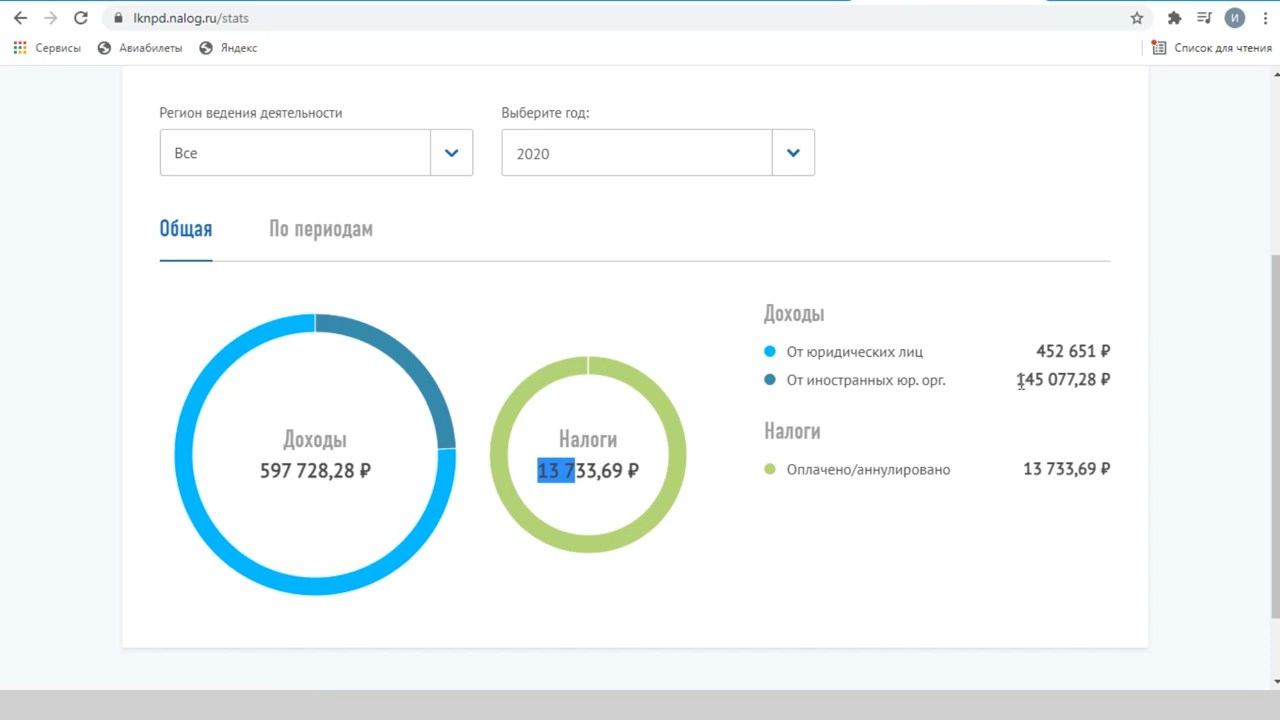 lknpd.nalog.ru/stats
И
Сервисы Авиабилеты Яндекс Список для чтения
Регион ведения деятельности Выберите год:
Все 2020
Общая По периодам
Доходы
От юридических лиц 452 651 ₽
От иностранных юр. орг. 145 077,28 ₽
Доходы
597 728,28 ₽
Налоги
13 733,69 ₽
Налоги
Оплачено/аннулировано 13 733,69 ₽